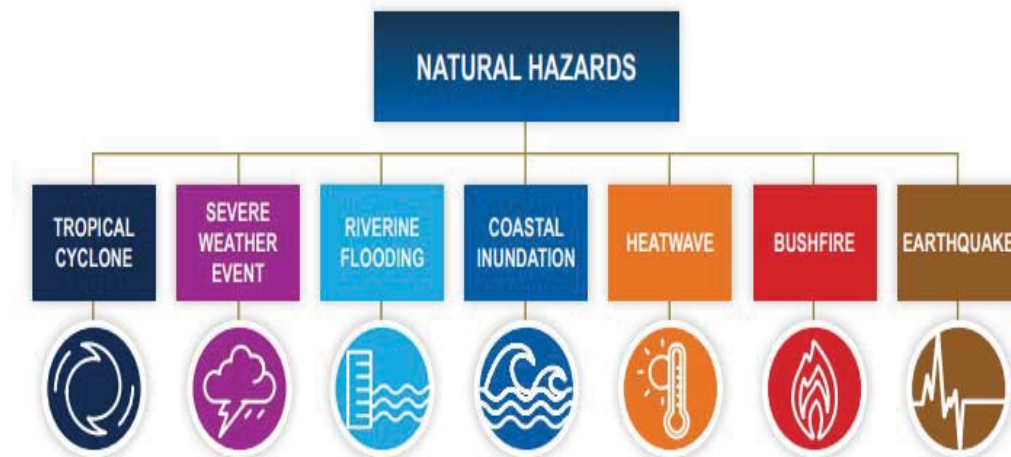 NATURAL HAZARDS
TROPICAL
CYCLONE
SEVERE
WEATHER
EVENT
RIVERINE
FLOODING
COASTAL
INUNDATION
HEATWAVE
BUSHFIRE
EARTHQUAKE